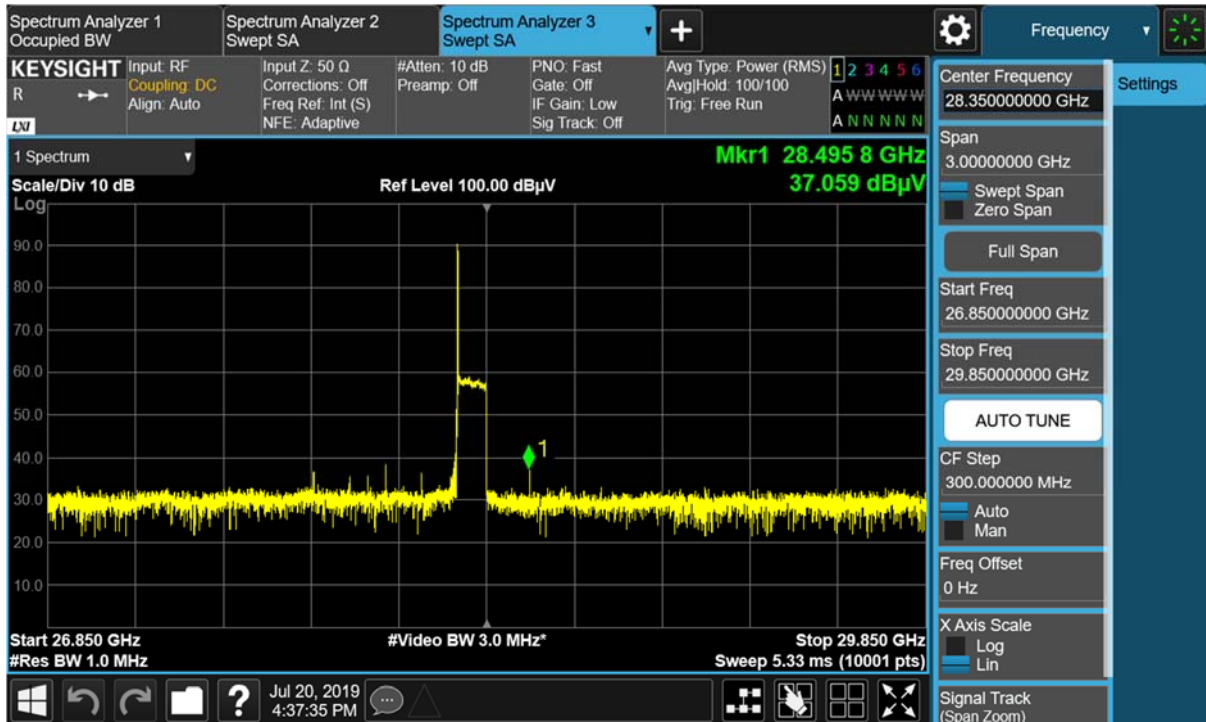 Spectrum Analyzer 1
Occupied BW
Spectrum Analyzer 2
Swept SA
Spectrum Analyzer 3
Swept SA
Frequency
KEYSIGHT
R
LXI
Input: RF
Coupling: DC
Align: Auto
Input Z: 50 Ω
Corrections: Off
Freq Ref: Int (S)
NFE: Adaptive
#Atten: 10 dB
Preamp: Off
PNO: Fast
Gate: Off
IF Gain: Low
Sig Track: Off
Avg Type: Power (RMS)
Avg|Hold: 100/100
Trig: Free Run
1 2 3 4 5 6
A W W W W W
A N N N N N
1 Spectrum
Mkr1 28.495 8 GHz
Scale/Div 10 dB
Ref Level 100.00 dBµV
37.059 dBµV
Log
90.0
80.0
70.0
60.0
50.0
40.0
30.0
20.0
10.0
1
Start 26.850 GHz
#Video BW 3.0 MHz*
Stop 29.850 GHz
#Res BW 1.0 MHz
Sweep 5.33 ms (10001 pts)
Center Frequency
28.350000000 GHz
Settings
Span
3.00000000 GHz
Swept Span
Zero Span
Full Span
Start Freq
26.850000000 GHz
Stop Freq
29.850000000 GHz
AUTO TUNE
CF Step
300.000000 MHz
Auto
Man
Freq Offset
0 Hz
X Axis Scale
Log
Lin
Signal Track
(Span Zoom)
?
Jul 20, 2019
4:37:35 PM